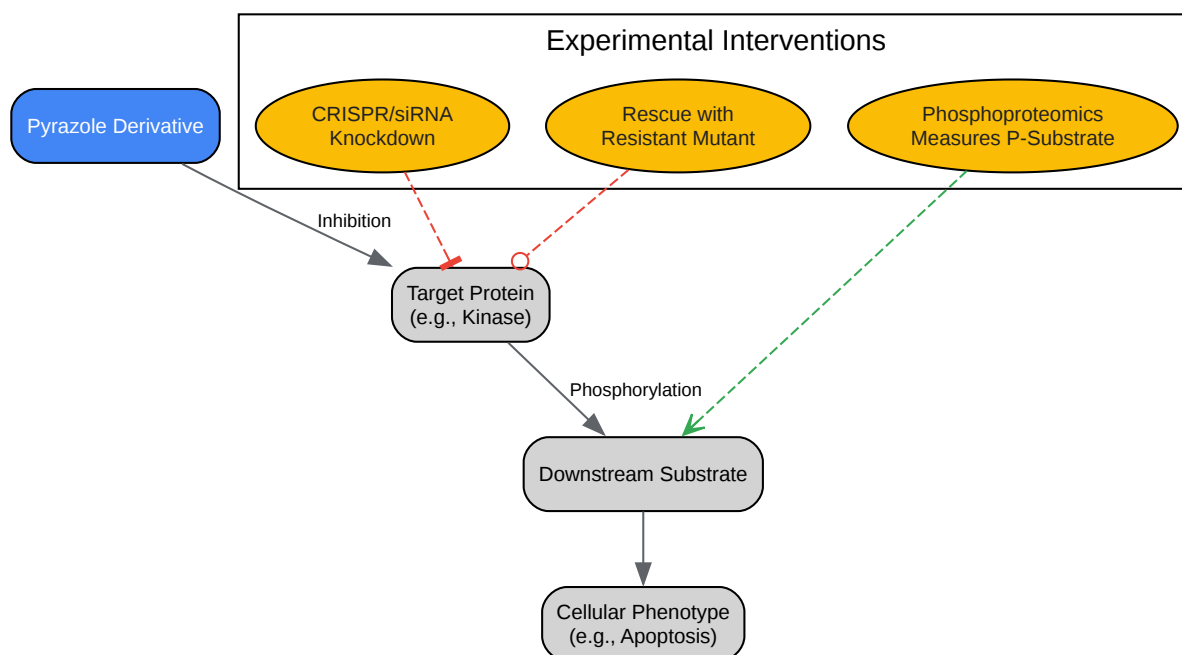 Experimental Interventions
Pyrazole Derivative
CRISPR/siRNA
Knockdown
Rescue with
Resistant Mutant
Phosphoproteomics
Measures P-Substrate
Inhibition
Target Protein
(e.g., Kinase)
Phosphorylation
Downstream Substrate
Cellular Phenotype
(e.g., Apoptosis)